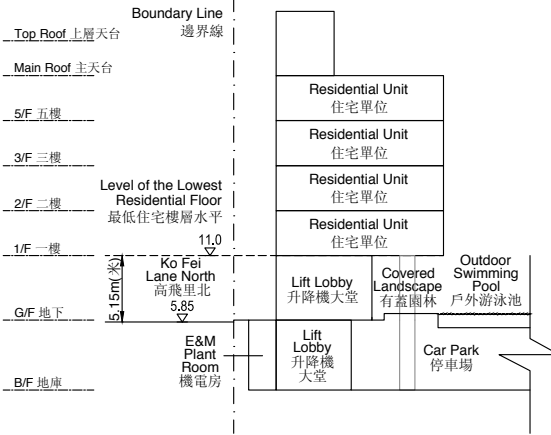 Boundary Line
邊界線
Top Roof 上層天台
Main Roof 主天台
5/F 五樓
3/F 三樓
2/F 二樓
1/F 一樓
G/F 地下
B/F 地庫
Residential Unit
住宅單位
Residential Unit
住宅單位
Residential Unit
住宅單位
Residential Unit
住宅單位
Level of the Lowest
Residential Floor
最低住宅樓層水平
11.0
5.15m(米)
Ko Fei
Lane North
高飛里北
5.85
Lift Lobby
升降機大堂
Covered
Landscape
有蓋園林
Outdoor
Swimming
Pool
戶外游泳池
E&M
Plant
Room
機電房
Lift
Lobby
升降機
大堂
Car Park
停車場